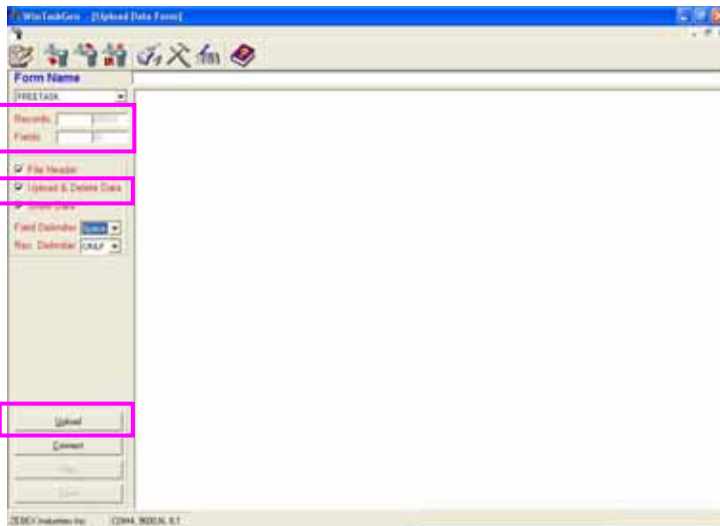 WinTaskGen - [Upload Data Form]
Form Name
FREETASK
Records
Fields
File Header
Upload & Delete Data
Field Delimiter Space
Rec. Delimiter CR/LF
Upload
Connect
ZEBEX Industries Inc. COM4, 9600,N, 8,1